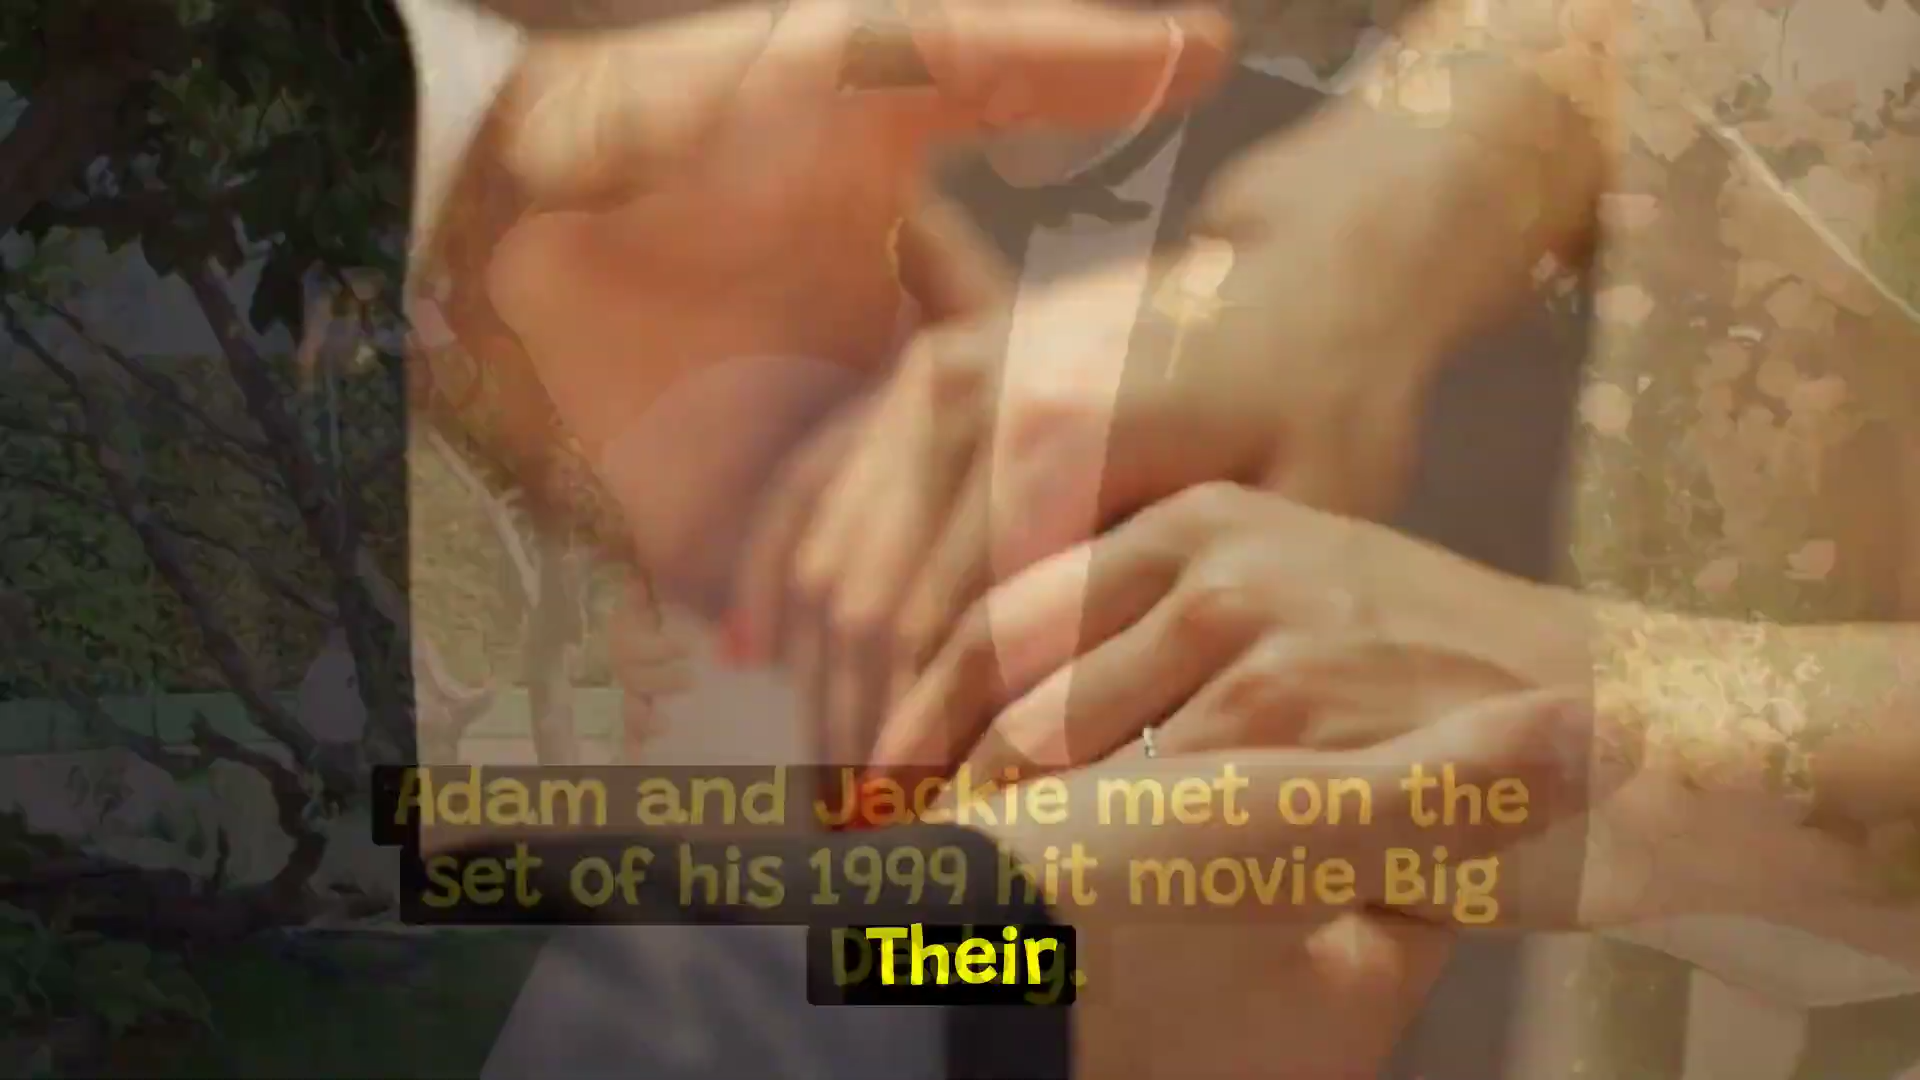 Adam and Jackie met on the
set of his 1999 hit movie Big
Their